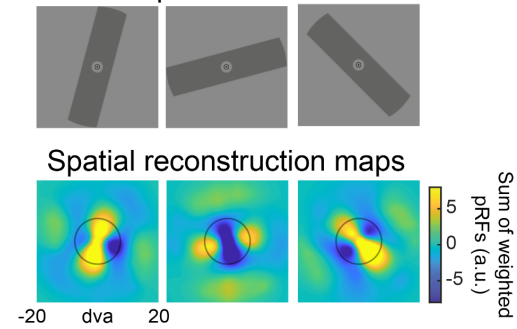 Spatial reconstruction maps
5
0
-5
Sum of weighted
pRFs (a.u.)
-20 dva 20